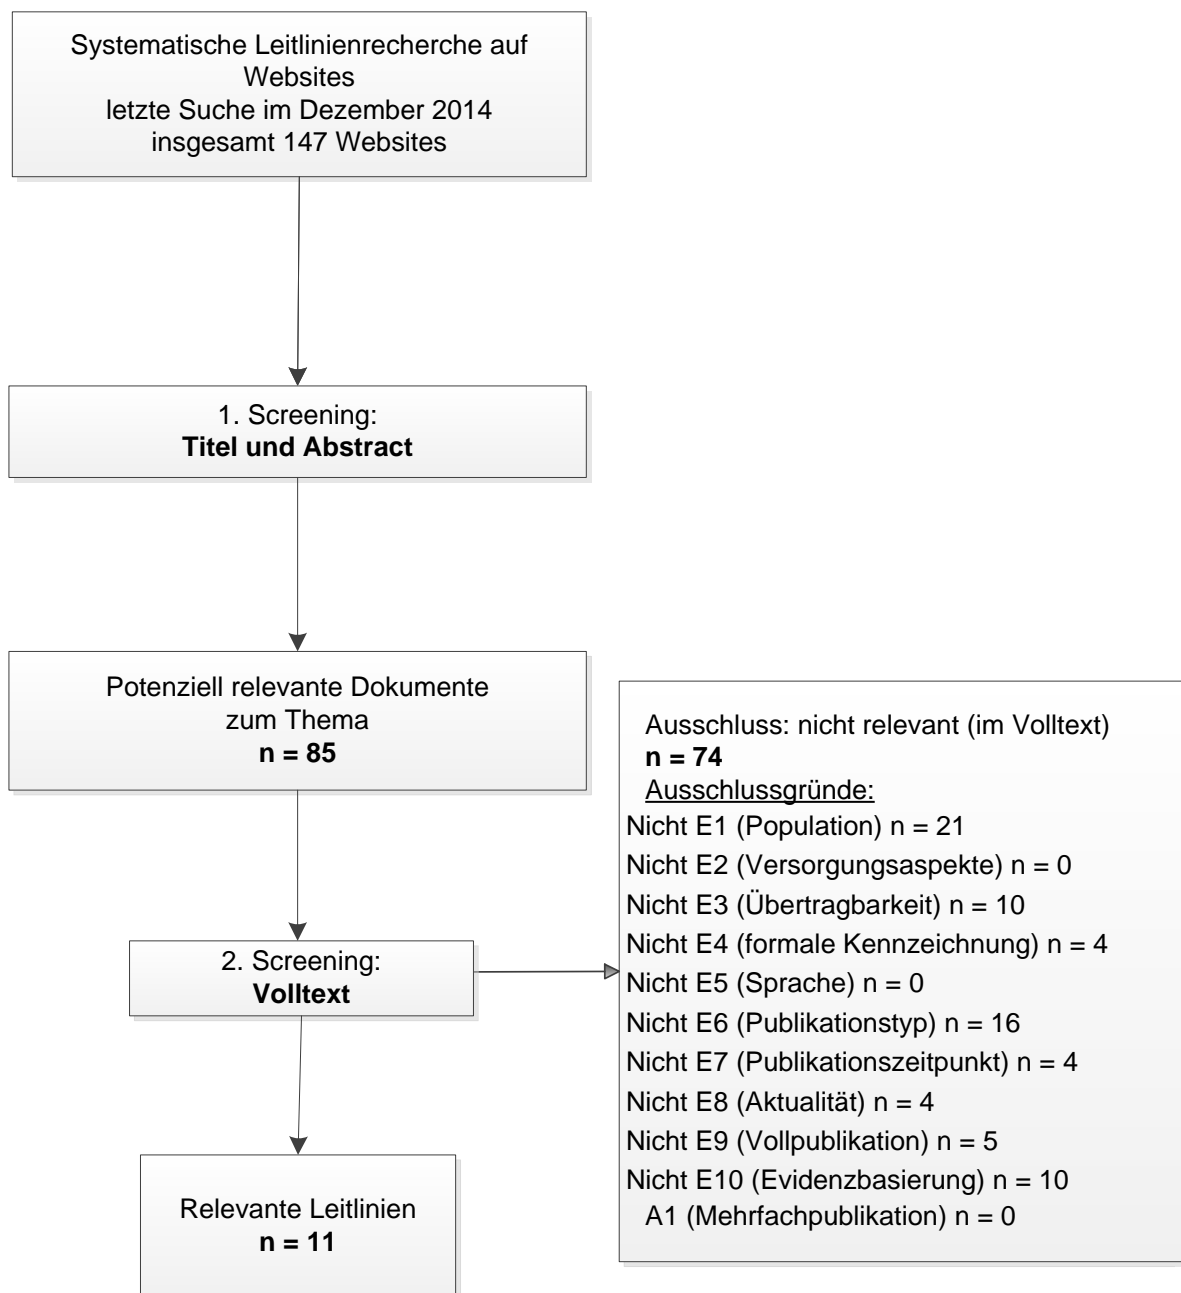 Systematische Leitlinienrecherche auf
Websites
letzte Suche im Dezember 2014
insgesamt 147 Websites
1. Screening:
Titel und Abstract
Potenziell relevante Dokumente
zum Thema
n = 85
2. Screening:
Volltext
Ausschluss: nicht relevant (im Volltext)
n = 74
Ausschlussgründe:
Nicht E1 (Population) n = 21
Nicht E2 (Versorgungsaspekte) n = 0
Nicht E3 (Übertragbarkeit) n = 10
Nicht E4 (formale Kennzeichnung) n = 4
Nicht E5 (Sprache) n = 0
Nicht E6 (Publikationstyp) n = 16
Nicht E7 (Publikationszeitpunkt) n = 4
Nicht E8 (Aktualität) n = 4
Nicht E9 (Vollpublikation) n = 5
Nicht E10 (Evidenzbasierung) n = 10
A1 (Mehrfachpublikation) n = 0
Relevante Leitlinien
n = 11